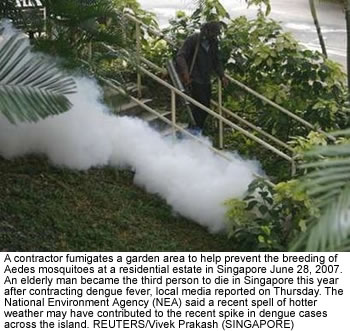 A contractor fumigates a garden area to help prevent the breeding of
Aedes mosquitoes at a residential estate in Singapore June 28, 2007.
An elderly man became the third person to die in Singapore this year
after contracting dengue fever, local media reported on Thursday. The
National Environment Agency (NEA) said a recent spell of hotter
weather may have contributed to the recent spike in dengue cases
across the island. REUTERS/Vivek Prakash (SINGAPORE)